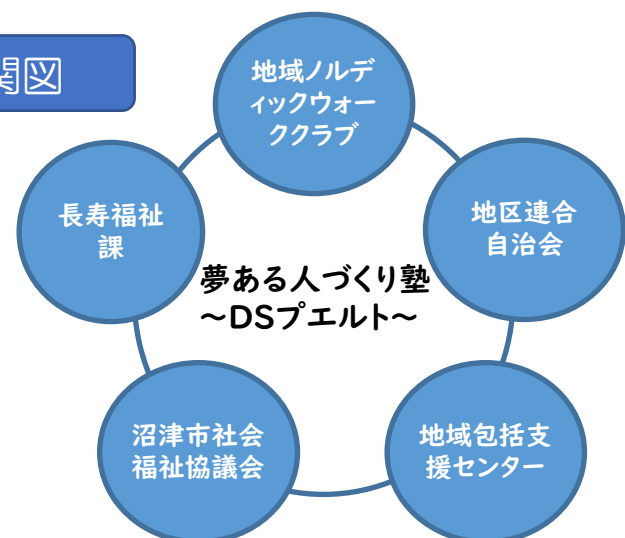 関図
地域ノルデ
ィックウォー
ククラブ
長寿福祉
課
地区連合
自治会
夢ある人づくり塾
~DSプエルト~
沼津市社会
福祉協議会
地域包括支
援センター